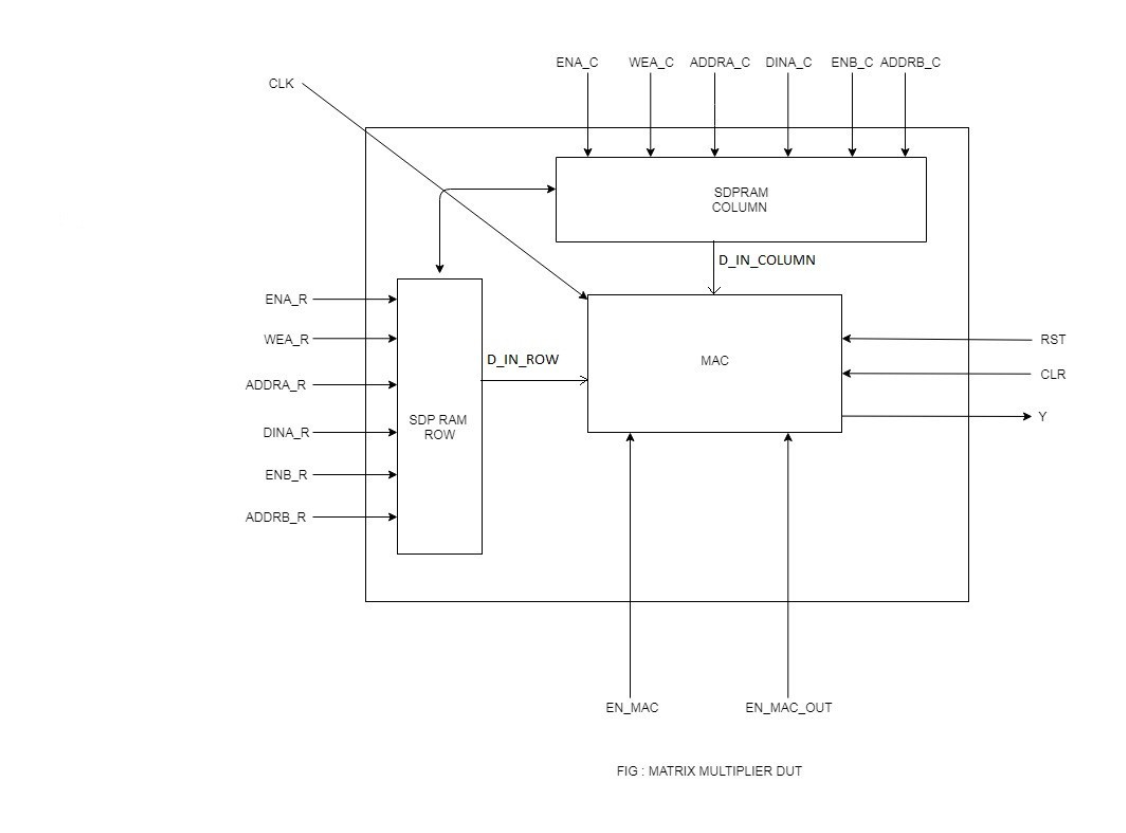 ENA_C WEA_C ADDRA_C DINA_C ENB_C ADDRB_C
CLK
SDPRAM
COLUMN
D_IN_COLUMN
ENA_R
WEA_R
ADDRA_R
DINA_R
ENB_R
ADDRB_R
SDP RAM
ROW
D_IN_ROW
MAC
RST
CLR
Y
EN_MAC EN_MAC_OUT
FIG : MATRIX MULTIPLIER DUT